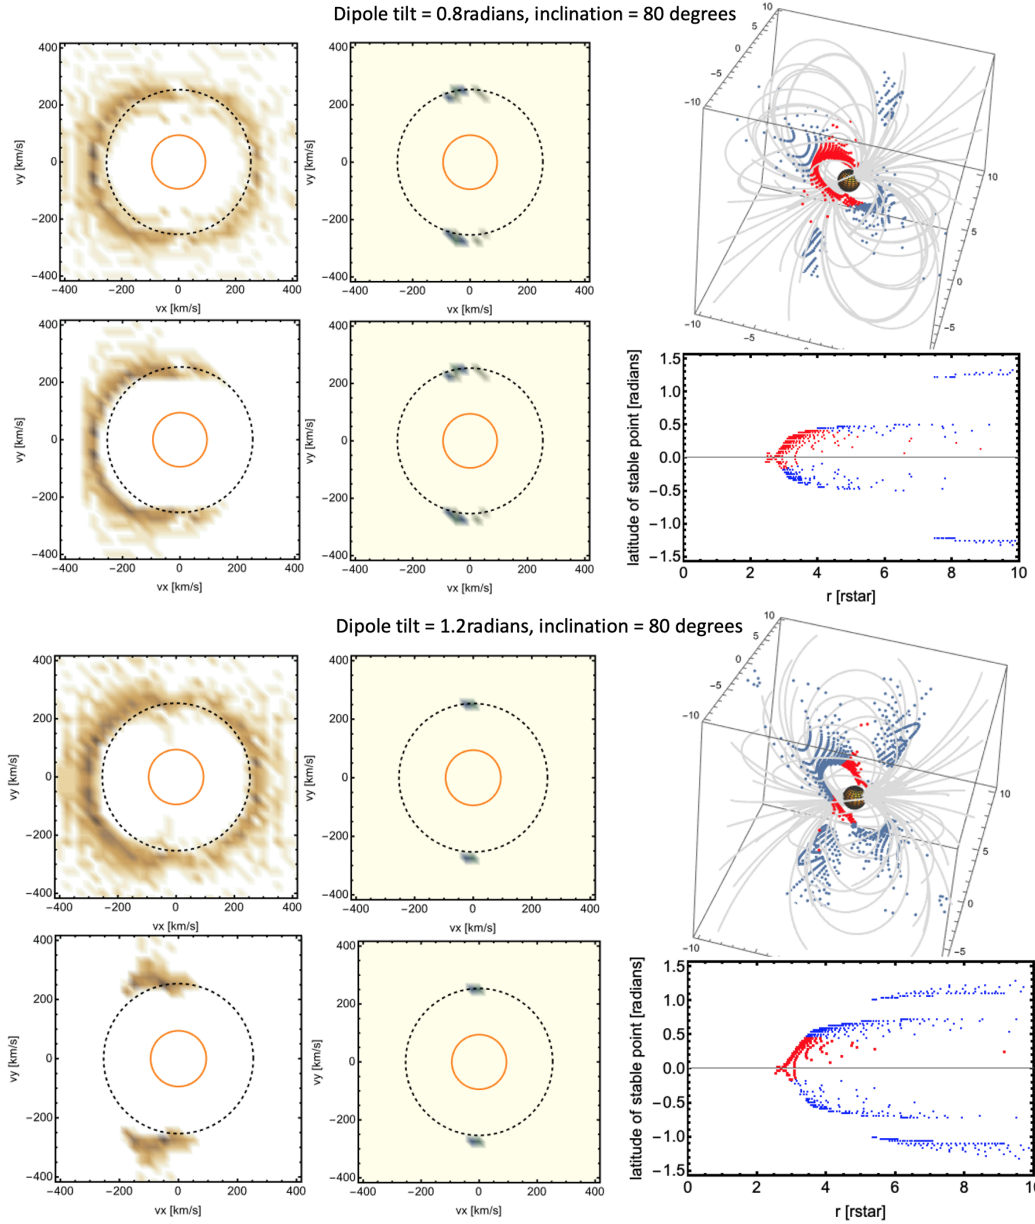 Dipole tilt = 0.8radians, inclination = 80 degrees
400
200
0
−200
−400
vy [km/s]
−400 −200 0 200 400
vx [km/s]
400
200
0
−200
−400
vy [km/s]
−400 −200 0 200 400
vx [km/s]
10
5
0
−5
−10
10
5
0
−5
−10
−5
0
400
200
0
−200
−400
vy [km/s]
−400 −200 0 200 400
vx [km/s]
400
200
0
−200
−400
vy [km/s]
−400 −200 0 200 400
vx [km/s]
latitude of stable point [radians]
1.5
1.0
0.5
0.0
−0.5
−1.0
−1.5
0 2 4 6 8 10
r [rstar]
Dipole tilt = 1.2radians, inclination = 80 degrees
400
200
0
−200
−400
vy [km/s]
−400 −200 0 200 400
vx [km/s]
400
200
0
−200
−400
vy [km/s]
−400 −200 0 200 400
vx [km/s]
10
5
0
−5
−10
10
5
0
−5
−10
−5
400
200
0
−200
−400
vy [km/s]
−400 −200 0 200 400
vx [km/s]
400
200
0
−200
−400
vy [km/s]
−400 −200 0 200 400
vx [km/s]
latitude of stable point [radians]
1.5
1.0
0.5
0.0
−0.5
−1.0
−1.5
0 2 4 6 8 10
r [rstar]